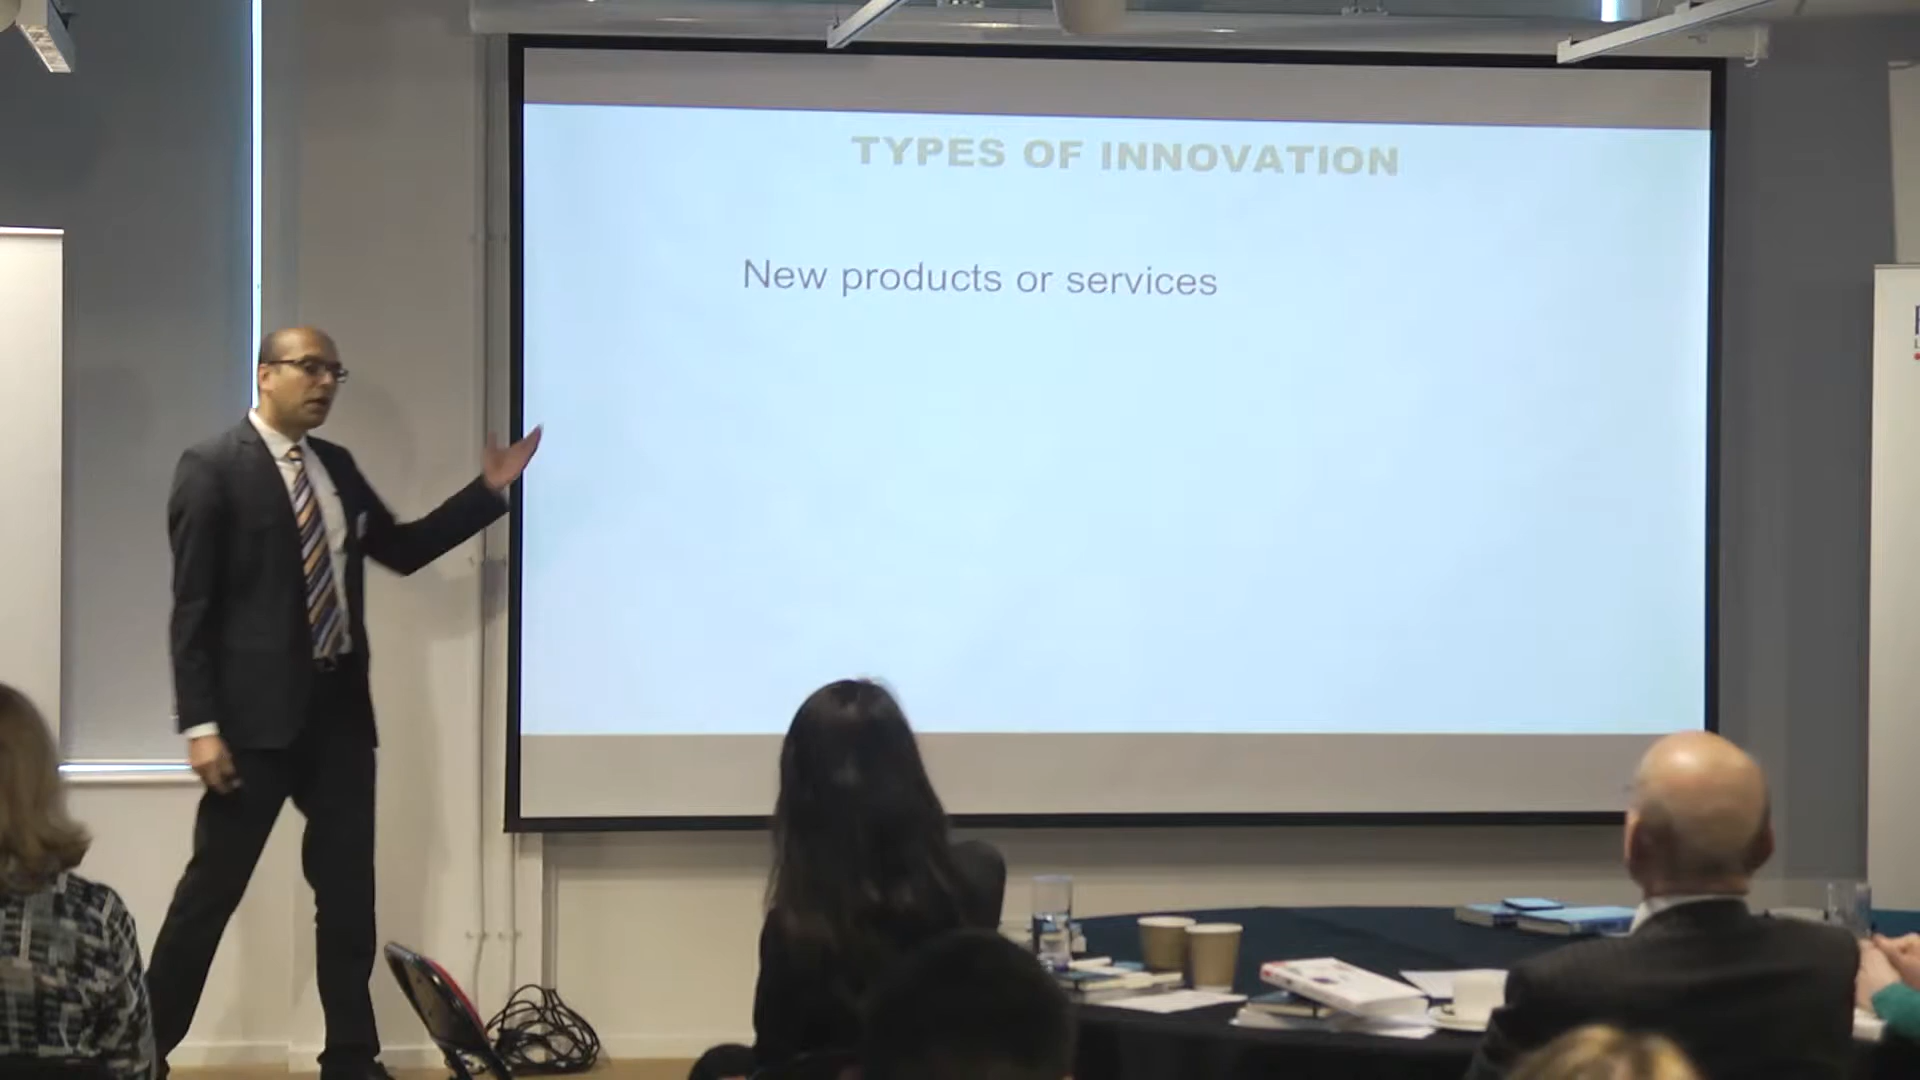 TYPES OF INNOVATION
New products or services